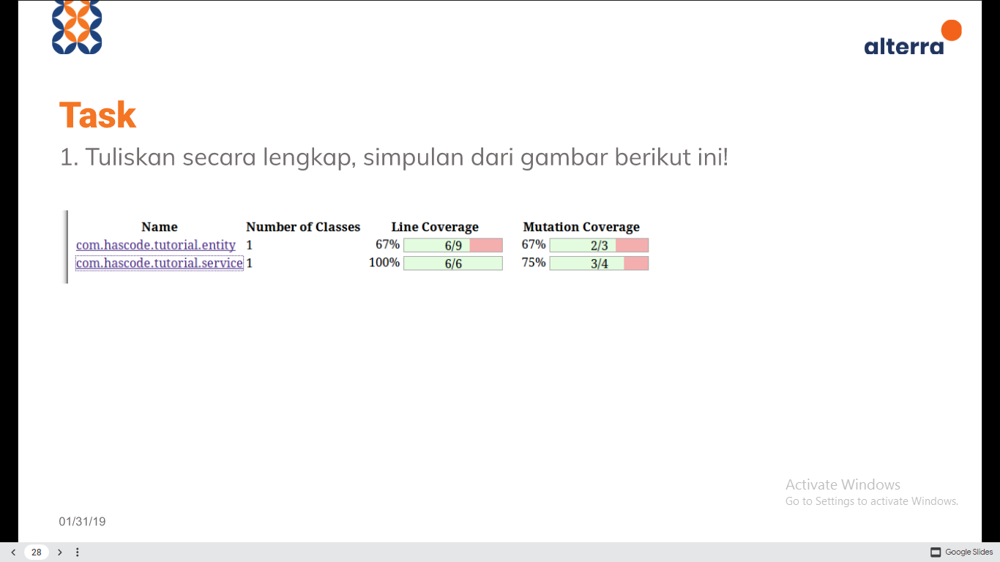 alterra
Task
1. Tuliskan secara lengkap, simpulan dari gambar berikut ini!
Name Number of Classes Line Coverage Mutation Coverage
com.hascode.tutorial.entity 1 67% 6/9 67% 2/3
com.hascode.tutorial.service 1 100% 6/6 75% 3/4
Activate Windows
Go to Settings to activate Windows.
01/31/19
28 Google Slides